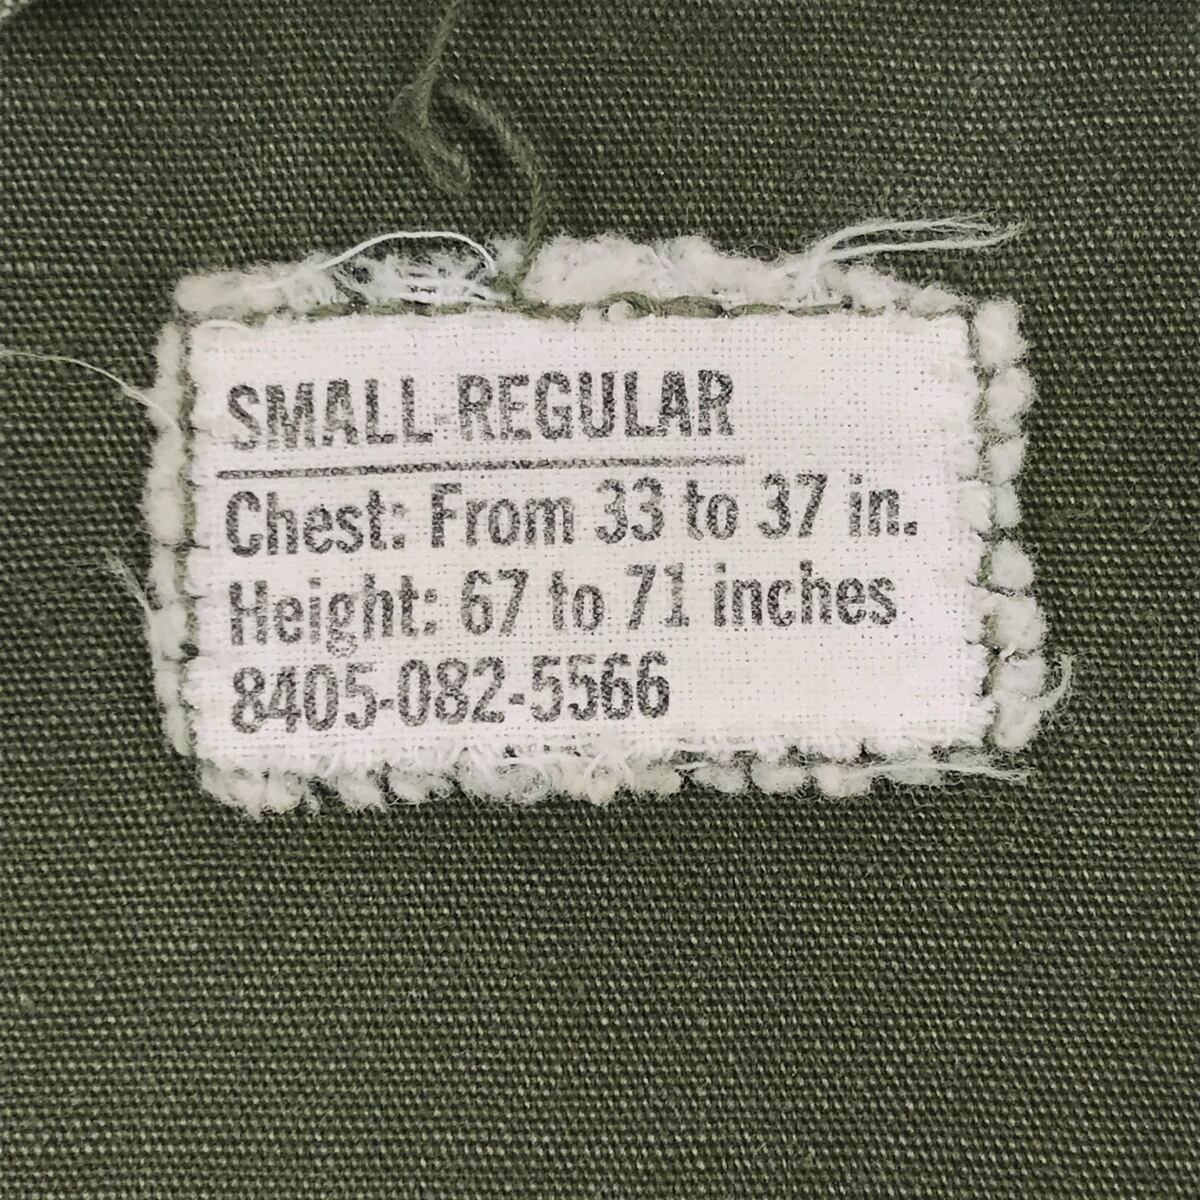 SMALL-REGULAR
Chest: From 33 to 37 in.
Height: 67 to 71 inches
8405-082-5566